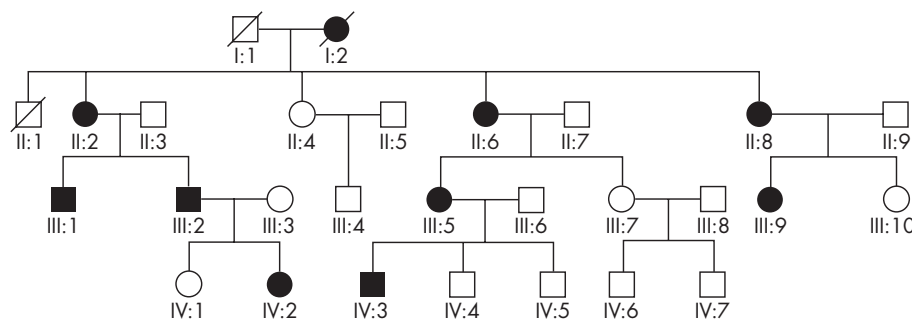 I:1 I:2
II:1 II:2 II:3 II:4 II:5 II:6 II:7 II:8 II:9
III:1 III:2 III:3 III:4 III:5 III:6 III:7 III:8 III:9 III:10
IV:1 IV:2 IV:3 IV:4 IV:5 IV:6 IV:7